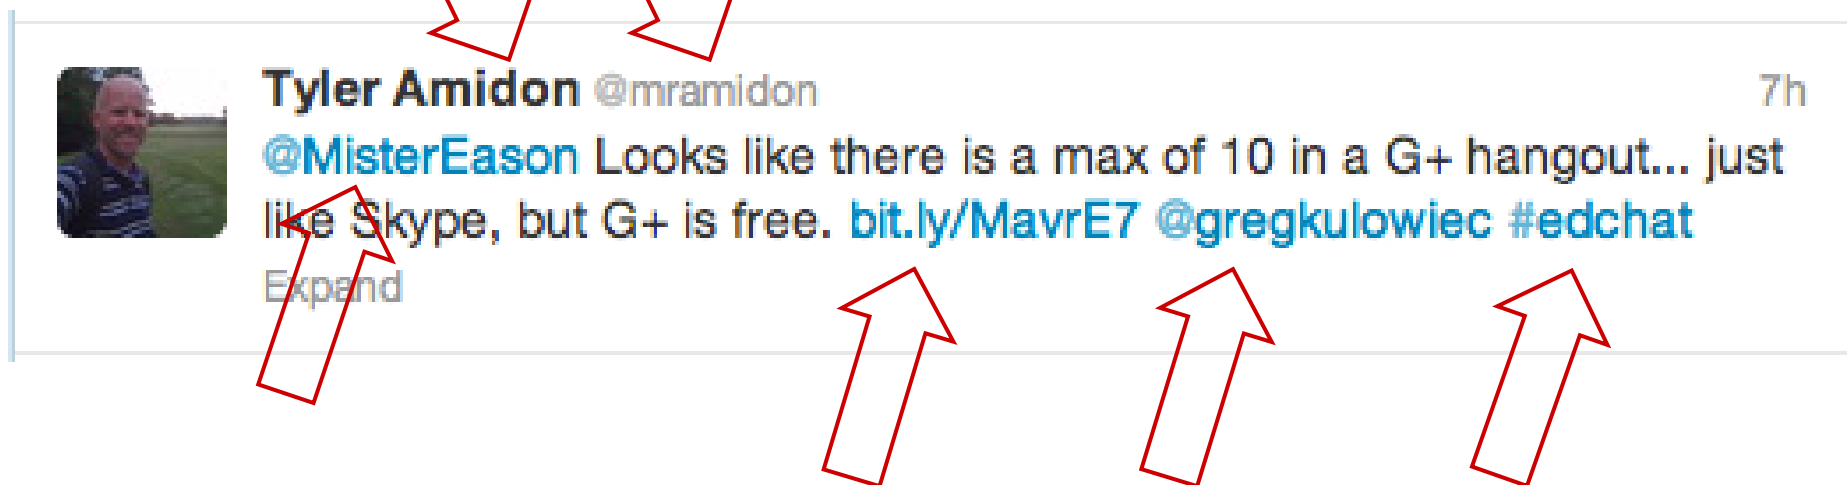 Tyler Amidon @mramidon 7h
@MisterEason Looks like there is a max of 10 in a G+ hangout... just
like Skype, but G+ is free. bit.ly/MavrE7 @gregkulowiec #edchat
Expand